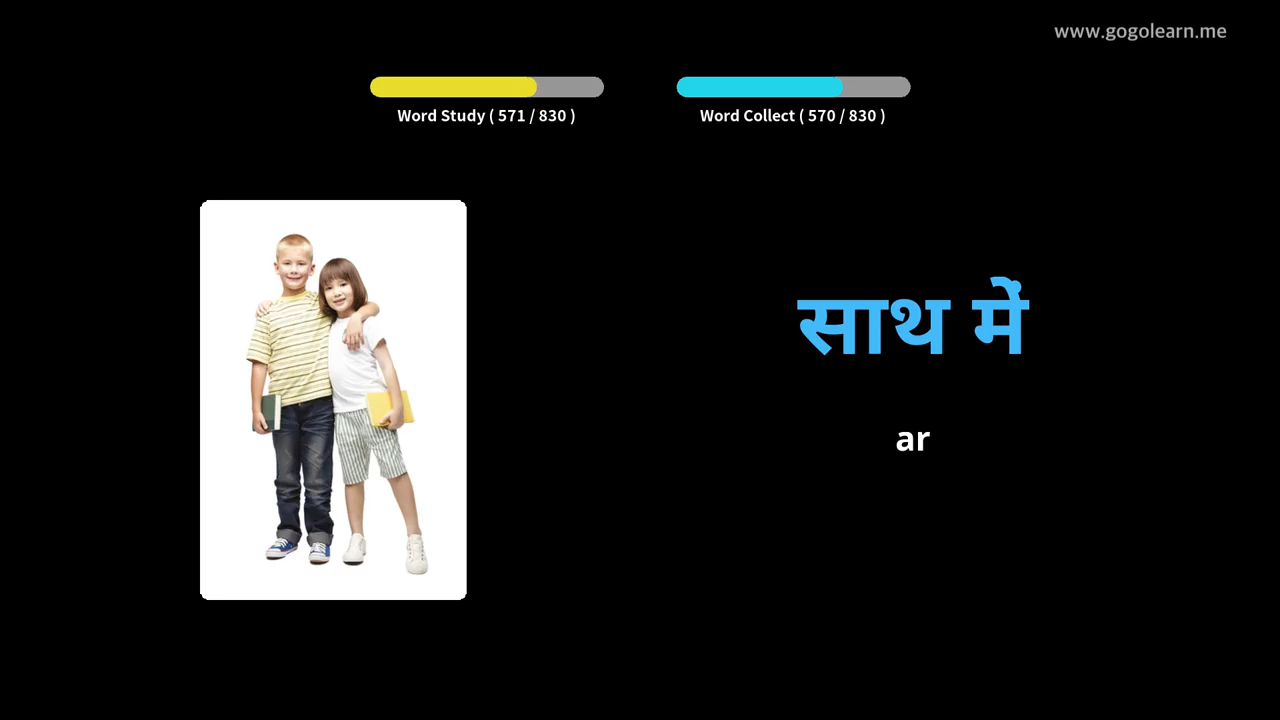 www.gogolearn.me
Word Study ( 571 / 830 )
Word Collect ( 570 / 830 )
साथ में
ar